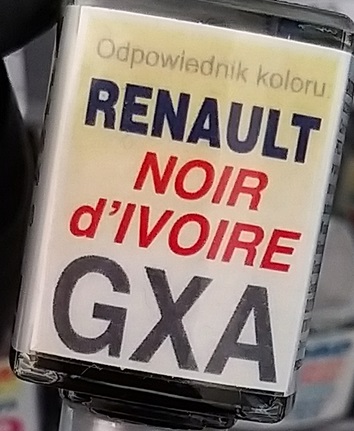 Odpowiednik koloru
RENAULT
NOIR
d'IVOIRE
GXA